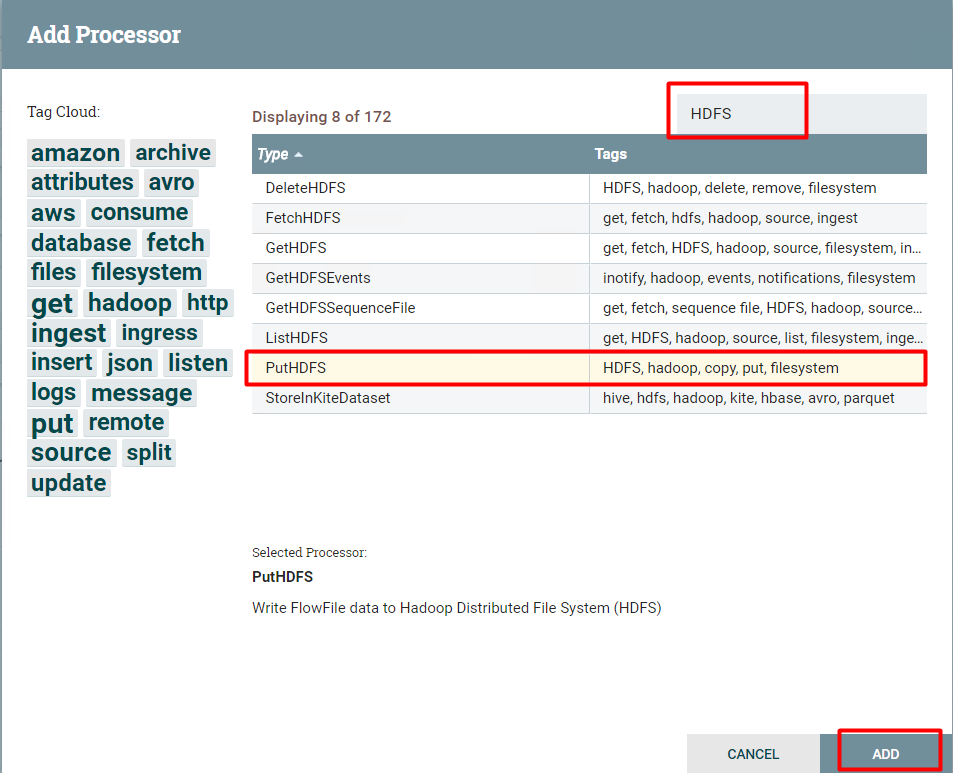 Add Processor
Tag Cloud:
amazon archive
attributes avro
aws consume
database fetch
files filesystem
get hadoop http
ingest ingress
insert json listen
logs message
put remote
source split
update
Displaying 8 of 172
HDFS
Type Tags
DeleteHDFS HDFS, hadoop, delete, remove, filesystem
FetchHDFS get, fetch, hdfs, hadoop, source, ingest
GetHDFS get, fetch, HDFS, hadoop, source, filesystem, in...
GetHDFSEvents inotify, hadoop, events, notifications, filesystem
GetHDFSSequenceFile get, fetch, sequence file, HDFS, hadoop, source...
ListHDFS get, HDFS, hadoop, source, list, filesystem, inge...
PutHDFS HDFS, hadoop, copy, put, filesystem
StoreInKiteDataset hive, hdfs, hadoop, kite, hbase, avro, parquet
Selected Processor:
PutHDFS
Write FlowFile data to Hadoop Distributed File System (HDFS)
CANCEL ADD